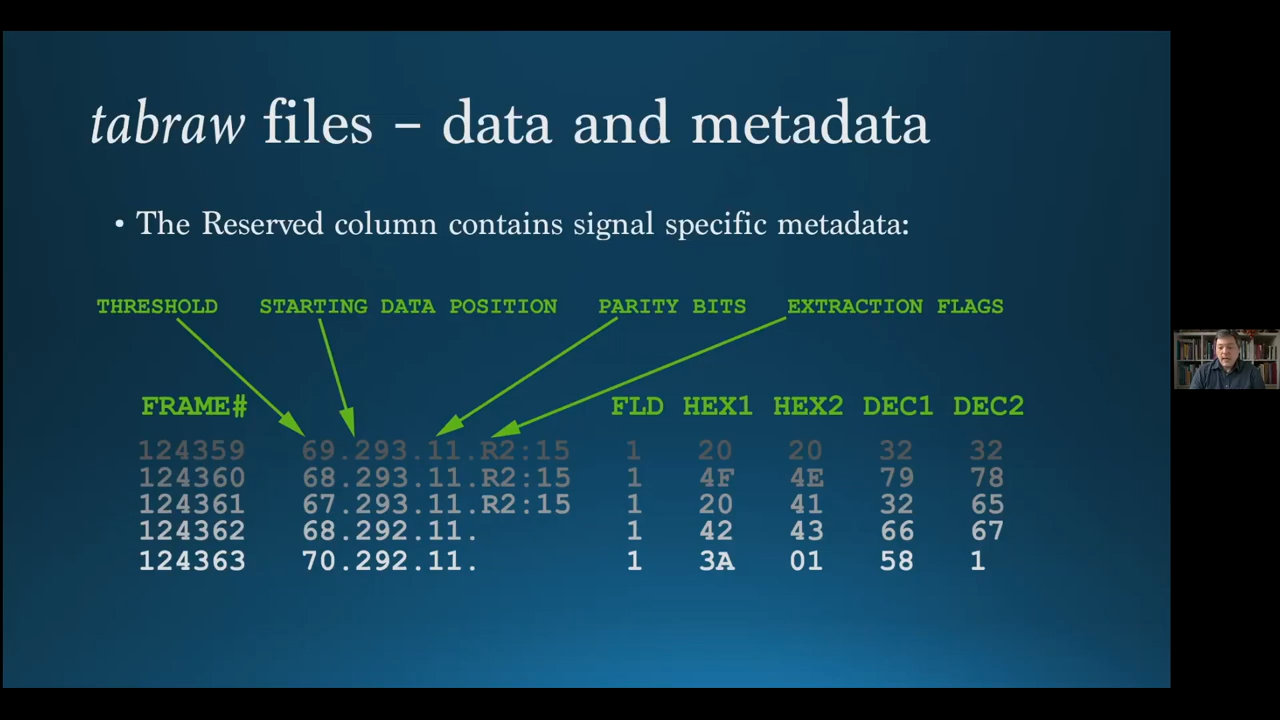 tabraw files – data and metadata
• The Reserved column contains signal specific metadata:
THRESHOLD STARTING DATA POSITION PARITY BITS EXTRACTION FLAGS
FRAME# FLD HEX1 HEX2 DEC1 DEC2
124359 69.293.11.R2:15 1 20 20 32 32
124360 68.293.11.R2:15 1 4F 4E 79 78
124361 67.293.11.R2:15 1 20 41 32 65
124362 68.292.11. 1 42 43 66 67
124363 70.292.11. 1 3A 01 58 1